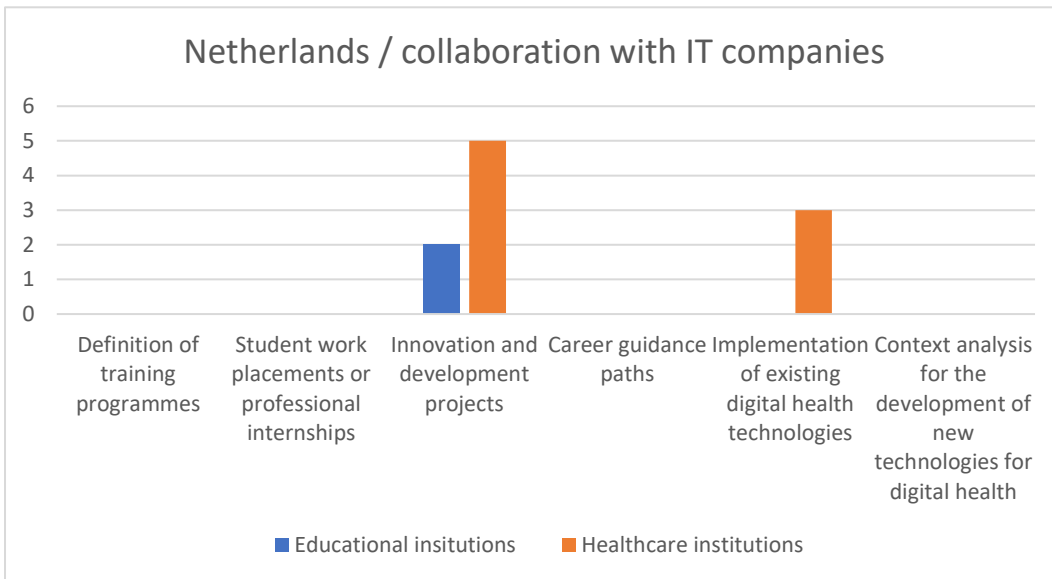 Netherlands / collaboration with IT companies
6
5
4
3
2
1
0
Definition of
training
programmes
Student work
placements or
professional
internships
Innovation and
development
projects
Career guidance
paths
Implementation
of existing
digital health
technologies
Context analysis
for the
development of
new
technologies for
digital health
Educational insitutions
Healthcare institutions